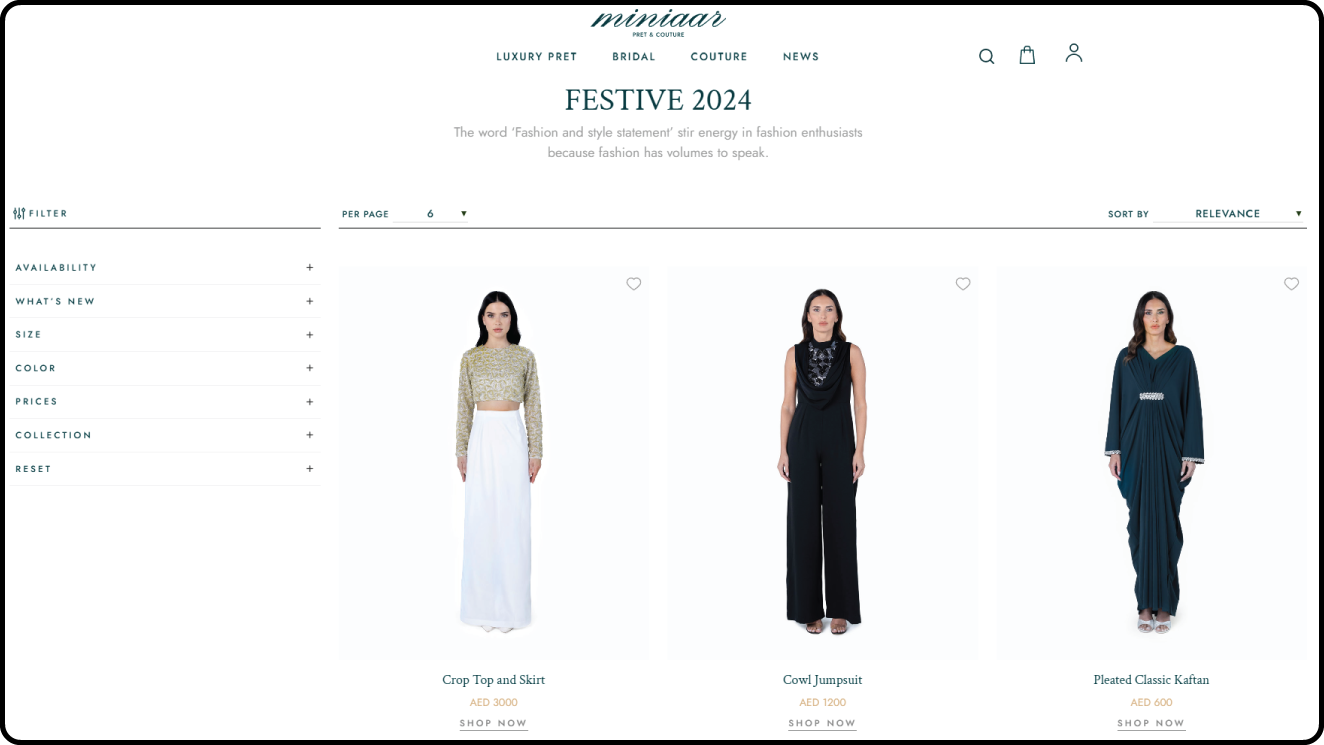 miniaar
PRET & COUTURE
LUXURY PRET BRIDAL COUTURE NEWS
FESTIVE 2024
The word ‘Fashion and style statement’ stir energy in fashion enthusiasts
because fashion has volumes to speak.
FILTER
PER PAGE 6 ▼
SORT BY RELEVANCE ▼
AVAILABILITY +
WHAT’S NEW +
SIZE +
COLOR +
PRICES +
COLLECTION +
RESET +
Crop Top and Skirt
AED 3000
SHOP NOW
Cowl Jumpsuit
AED 1200
SHOP NOW
Pleated Classic Kaftan
AED 600
SHOP NOW